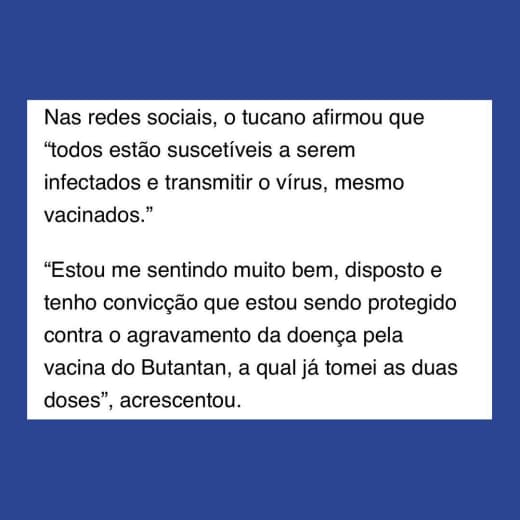 Nas redes sociais, o tucano afirmou que
“todos estão suscetíveis a serem
infectados e transmitir o vírus, mesmo
vacinados.”
“Estou me sentindo muito bem, disposto e
tenho convicção que estou sendo protegido
contra o agravamento da doença pela
vacina do Butantan, a qual já tomei as duas
doses”, acrescentou.